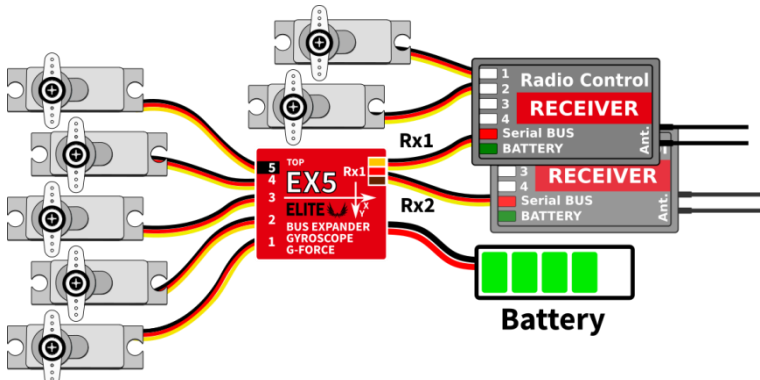 1
2
3
4
Radio Control
RECEIVER
Serial BUS
BATTERY
Ant.
Rx1
3
4
RECEIVER
Serial BUS
BATTERY
Ant.
Rx2
5
4
3
2
1
TOP
EX5
Rx1
ELITE
X
Y
BUS EXPANDER
GYROSCOPE
G-FORCE
Battery